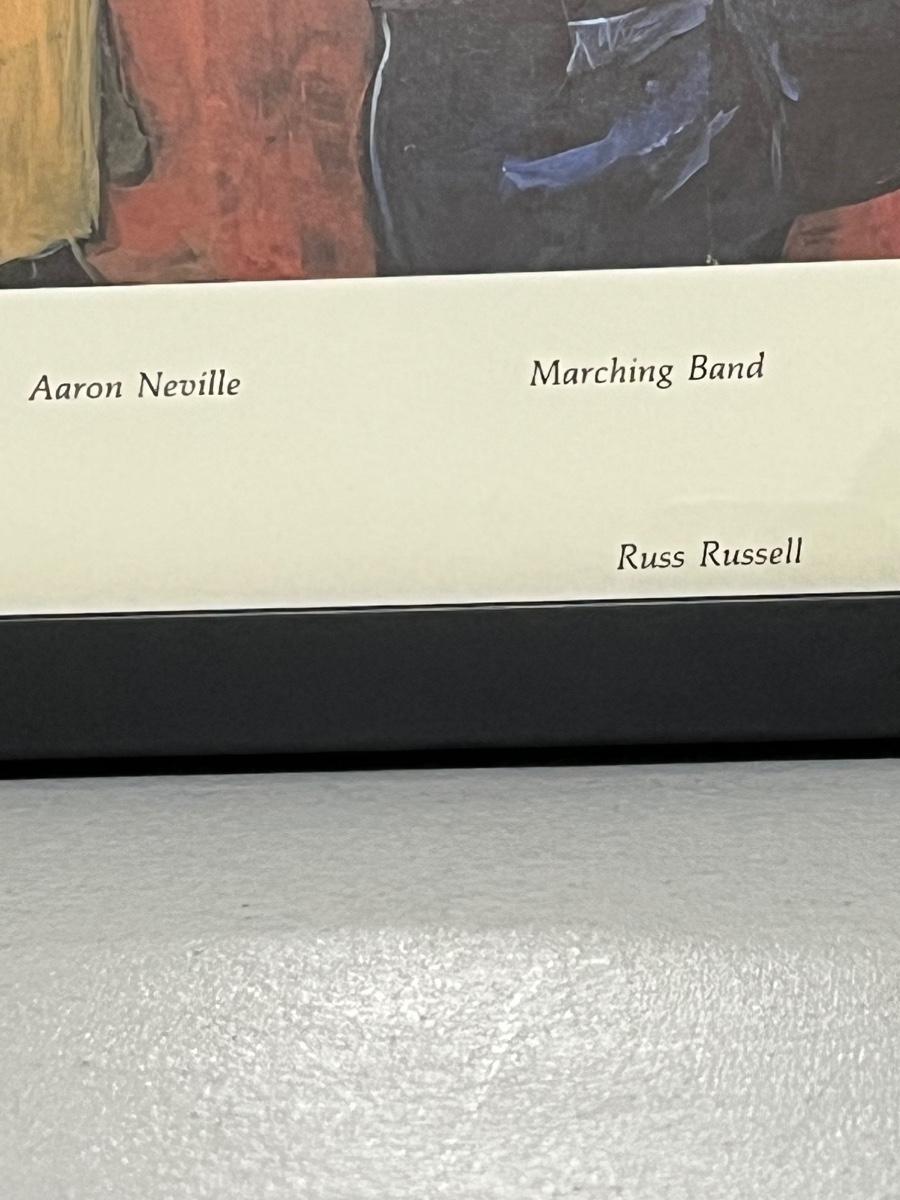 Aaron Neville
Marching Band
Russ Russell